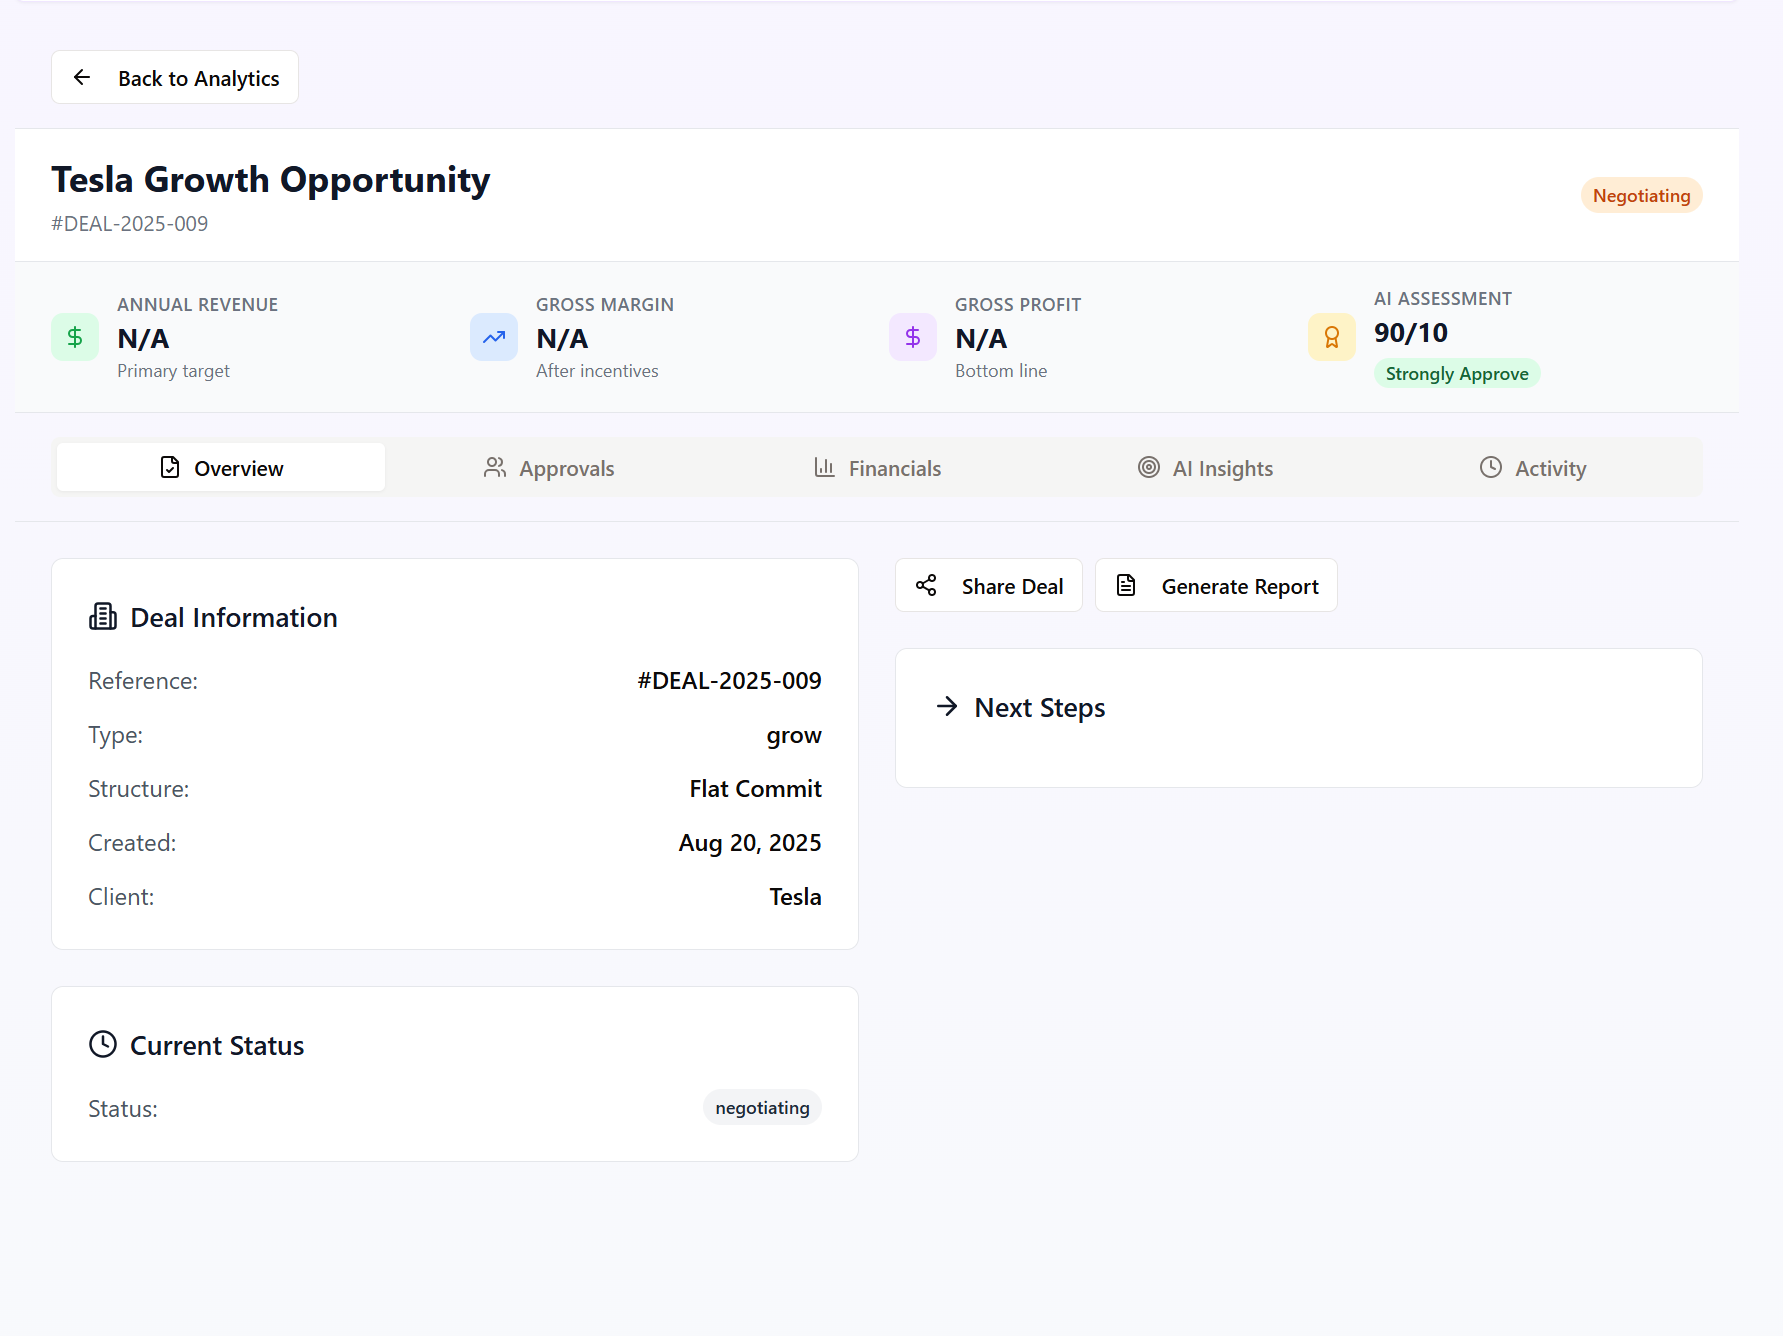 Back to Analytics
Tesla Growth Opportunity
#DEAL-2025-009
Negotiating
ANNUAL REVENUE
N/A
Primary target
GROSS MARGIN
N/A
After incentives
GROSS PROFIT
N/A
Bottom line
AI ASSESSMENT
90/10
Strongly Approve
Overview
Approvals
Financials
AI Insights
Activity
Deal Information
Reference: #DEAL-2025-009
Type: grow
Structure: Flat Commit
Created: Aug 20, 2025
Client: Tesla
Current Status
Status: negotiating
Share Deal
Generate Report
Next Steps